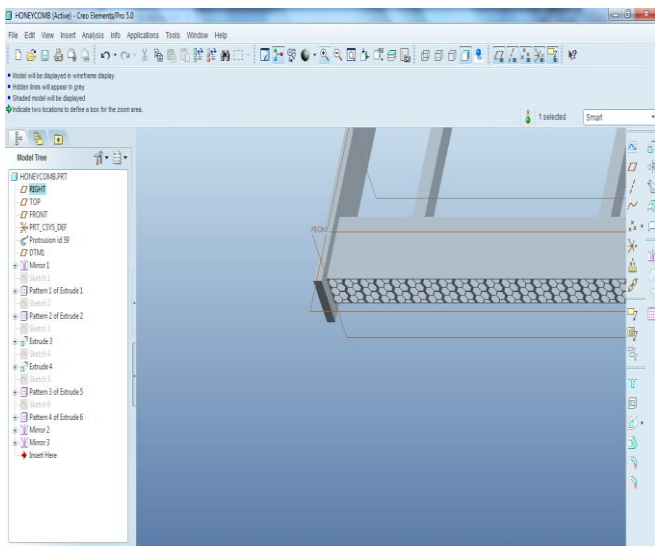 HONEYCOMB (Active) - Creo Elements/Pro 5.0
File Edit View Insert Analysis Info Applications Tools Window Help
Model will be displayed in wireframe display.
Hidden lines will appear in grey.
Shaded model will be displayed
Indicate two locations to define a box for the zoom area.
1 selected
Smart
Model Tree
HONEYCOMB.PRT
RIGHT
TOP
FRONT
PRT_CSYS_DEF
Protrusion id 39
DTM1
Mirror 1
Sketch 1
Pattern 1 of Extrude 1
Sketch 2
Pattern 2 of Extrude 2
Sketch 3
Extrude 3
Sketch 4
Extrude 4
Sketch 5
Pattern 3 of Extrude 5
Sketch 6
Pattern 4 of Extrude 6
Mirror 2
Mirror 3
Insert Here
FRONT